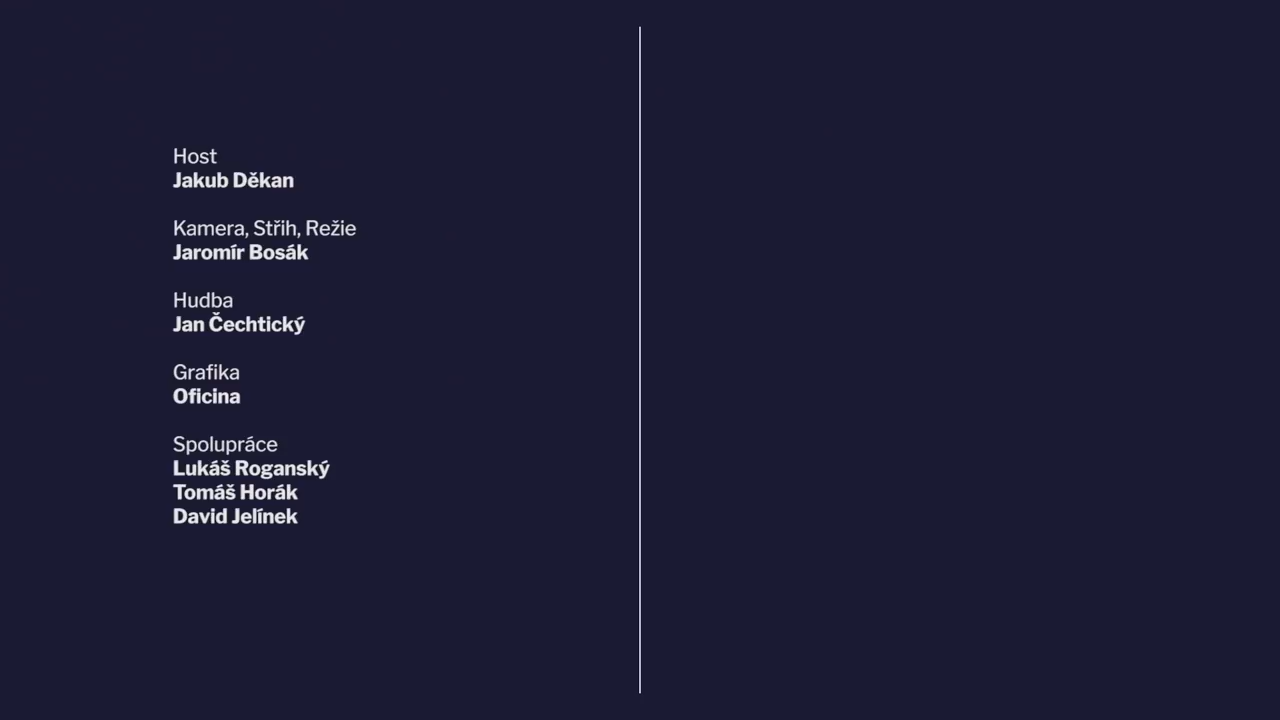 Host
Jakub Děkan
Kamera, Střih, Režie
Jaromír Bosák
Hudba
Jan Čechtický
Grafika
Oficina
Spolupráce
Lukáš Roganský
Tomáš Horák
David Jelínek